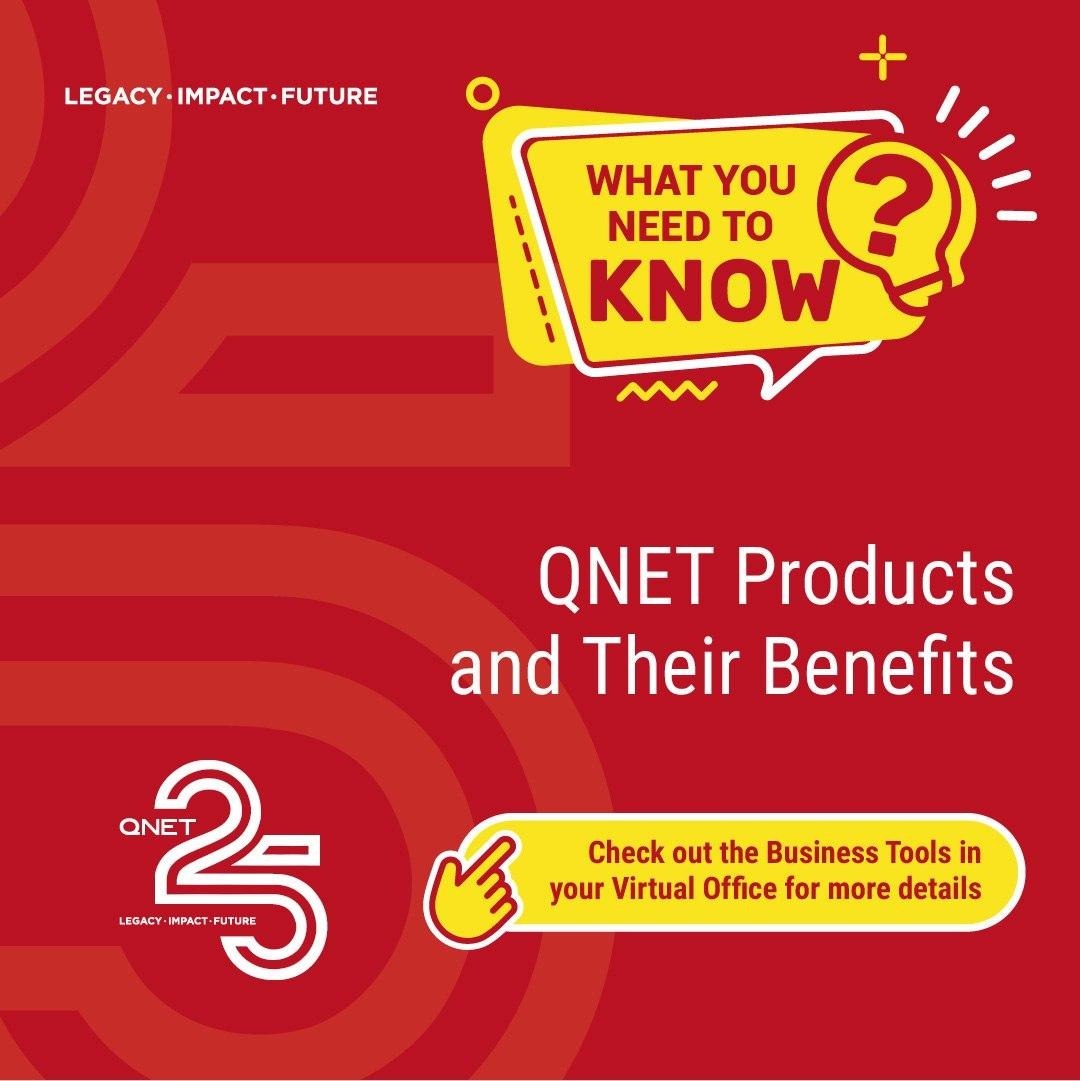 LEGACY · IMPACT · FUTURE
WHAT YOU
NEED TO
KNOW
?
QNET Products
and Their Benefits
QNET 25
LEGACY · IMPACT · FUTURE
Check out the Business Tools in
your Virtual Office for more details